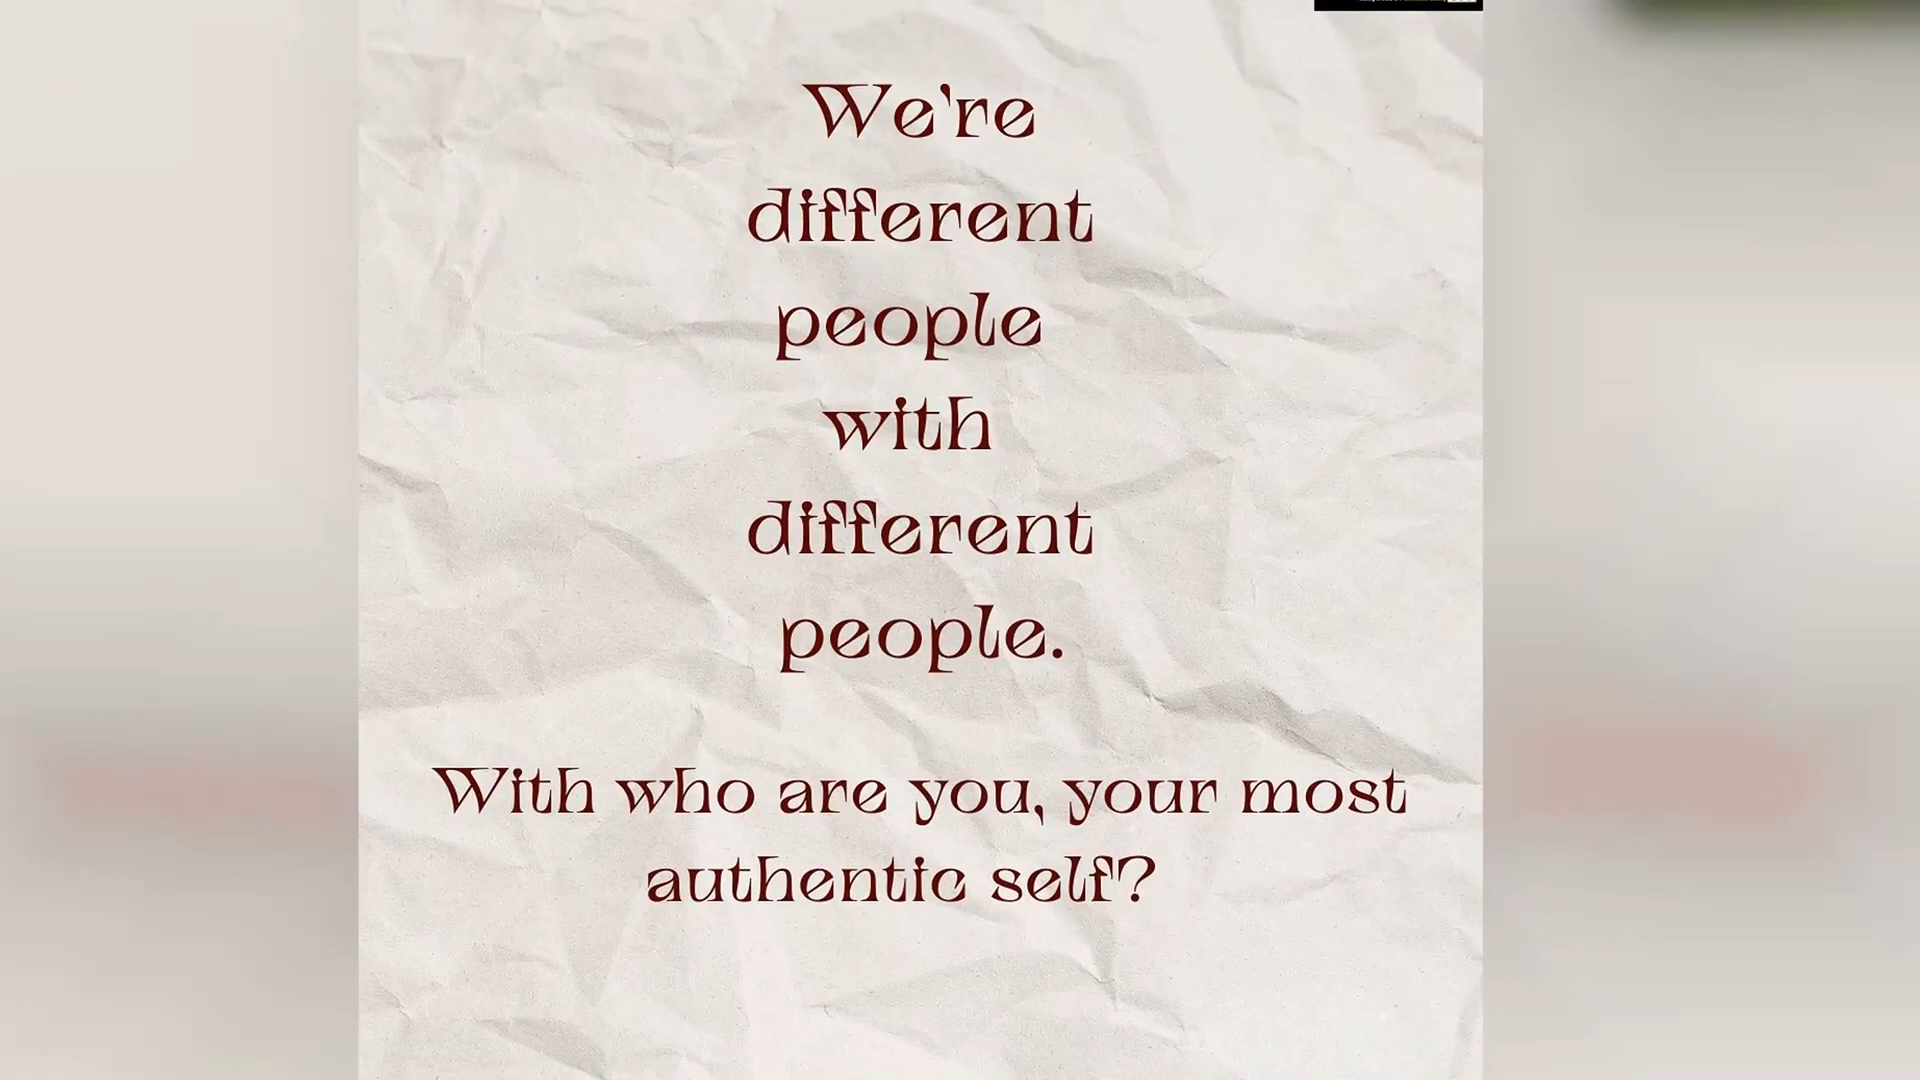 We're
different
people
with
different
people.
With who are you, your most
authentic self?